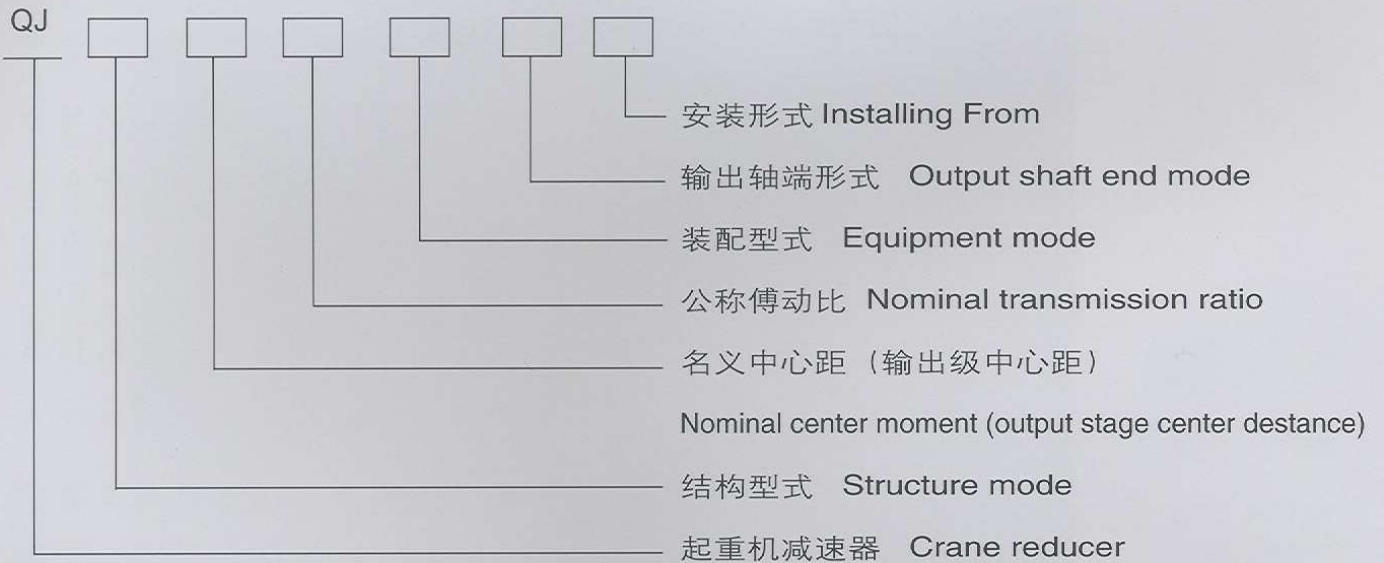 QJ
安装形式 Installing From
输出轴端形式 Output shaft end mode
装配型式 Equipment mode
公称傅动比 Nominal transmission ratio
名义中心距（输出级中心距）
Nominal center moment (output stage center destance)
结构型式 Structure mode
起重机减速器 Crane reducer